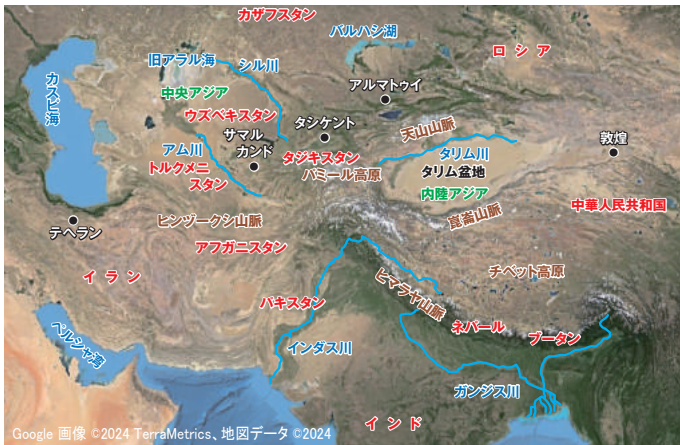 カザフスタン
バルハシ湖
ロシア
旧アラル海
シル川
カスピ海
アルマトゥイ
中央アジア
ウズベキスタン
タシケント
天山山脈
敦煌
サマル
カンド
アム川
タジキスタン
タリム川
トルクメニ
スタン
パミール高原
タリム盆地
内陸アジア
中華人民共和国
崑崙山脈
ヒンヅークシ山脈
テヘラン
アフガニスタン
イラン
チベット高原
ヒマラヤ山脈
パキスタン
ペルシャ湾
ネパール
ブータン
インダス川
ガンジス川
インド
Google 画像 ©2024 TerraMetrics、地図データ ©2024